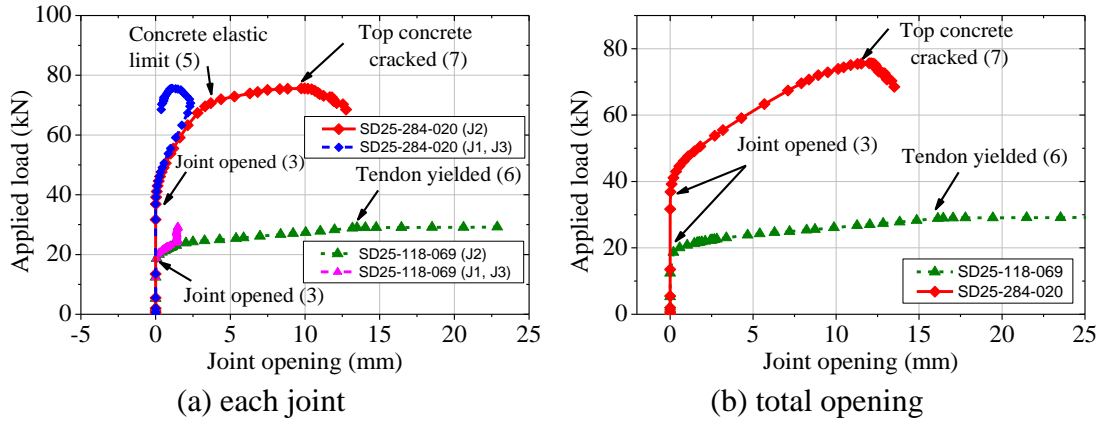 100
80
60
40
20
0
Applied load (kN)
Concrete elastic
limit (5)
Top concrete
cracked (7)
SD25-284-020 (J2)
SD25-284-020 (J1, J3)
Joint opened (3)
Tendon yielded (6)
SD25-118-069 (J2)
SD25-118-069 (J1, J3)
Joint opened (3)
-5 0 5 10 15 20 25
Joint opening (mm)
(a) each joint
80
60
40
20
0
Applied load (kN)
Top concrete
cracked (7)
Joint opened (3)
Tendon yielded (6)
SD25-118-069
SD25-284-020
0 5 10 15 20 25
Joint opening (mm)
(b) total opening